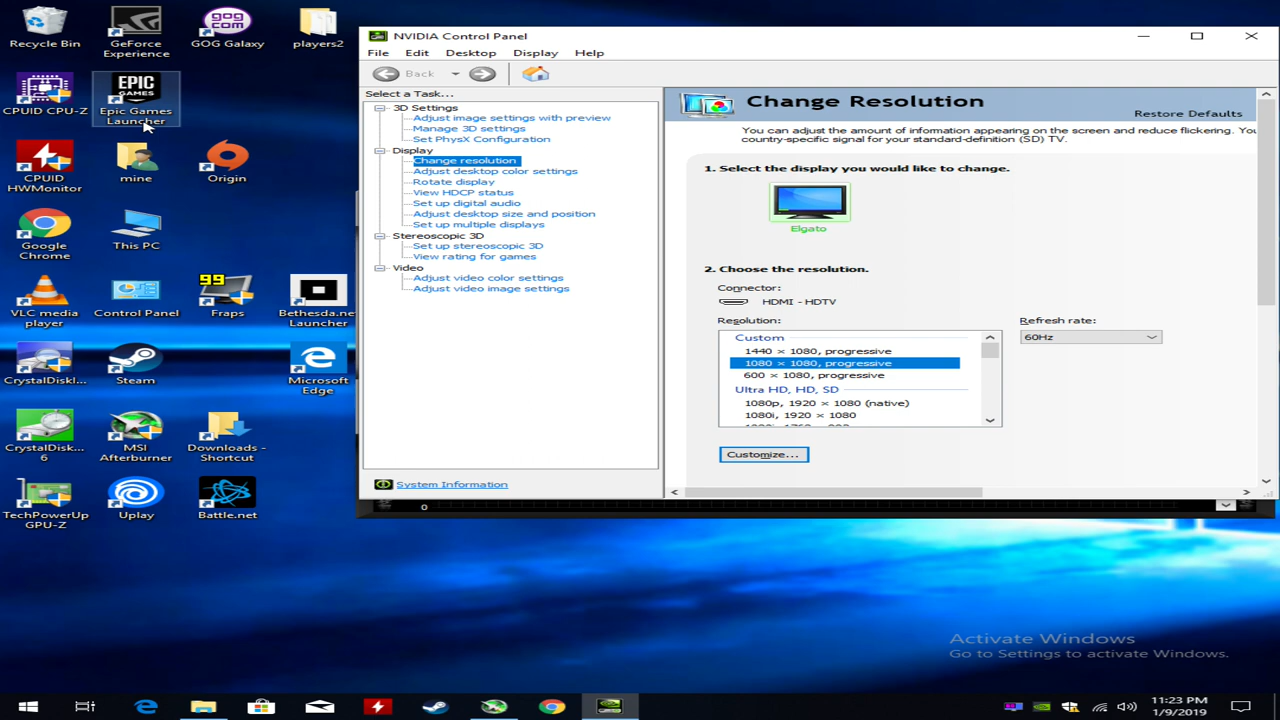 Recycle Bin
GeForce
Experience
GOG
COM
GOG Galaxy
players2
CPUID CPU-Z
EPIC
GAMES
Epic Games
Launcher
CPUID
HWMonitor
mine
Origin
Google
Chrome
This PC
VLC media
player
Control Panel
99
Fraps
Bethesda.ne
Launcher
CrystalDiskI...
Steam
Microsoft
Edge
CrystalDisk...
6
MSI
Afterburner
Downloads -
Shortcut
TechPowerUp
GPU-Z
Uplay
Battle.net
NVIDIA Control Panel
File Edit Desktop Display Help
Back
Select a Task...
3D Settings
Adjust image settings with preview
Manage 3D settings
Set PhysX Configuration
Display
Change resolution
Adjust desktop color settings
Rotate display
View HDCP status
Set up digital audio
Adjust desktop size and position
Set up multiple displays
Stereoscopic 3D
Set up stereoscopic 3D
View rating for games
Video
Adjust video color settings
Adjust video image settings
System Information
Change Resolution
Restore Defaults
You can adjust the amount of information appearing on the screen and reduce flickering. You
country-specific signal for your standard-definition (SD) TV.
1. Select the display you would like to change.
Elgato
2. Choose the resolution.
Connector:
HDMI - HDTV
Resolution:
Refresh rate:
Custom
1440 × 1080, progressive
1080 × 1080, progressive
600 × 1080, progressive
Ultra HD, HD, SD
1080p, 1920 × 1080 (native)
1080i, 1920 × 1080
60Hz
Customize...
0
Activate Windows
Go to Settings to activate Windows.
11:23 PM
1/9/2019